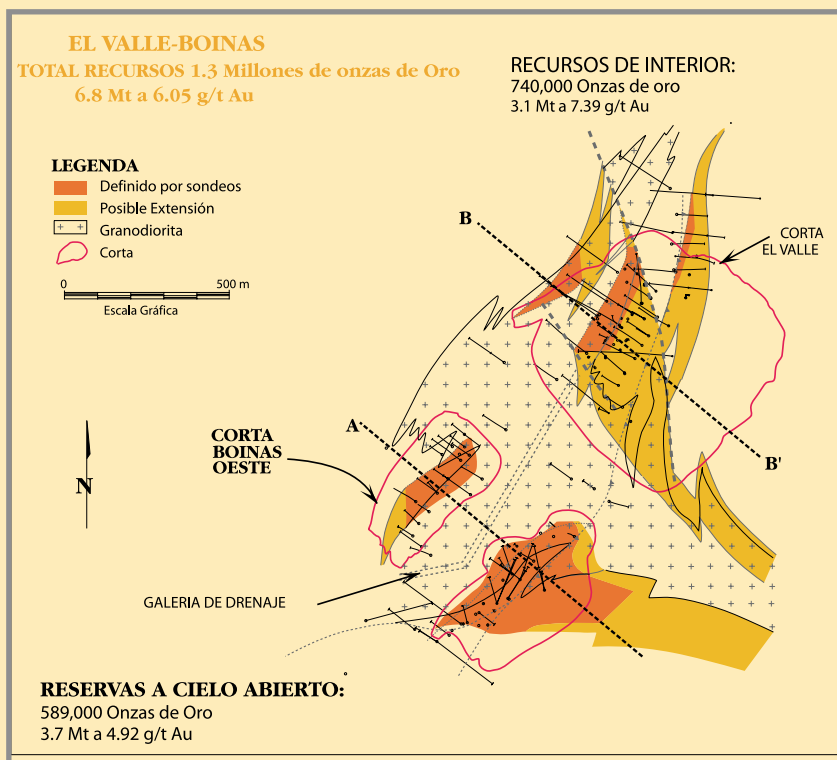 EL VALLE-BOINAS
TOTAL RECURSOS 1.3 Millones de onzas de Oro
6.8 Mt a 6.05 g/t Au
RECURSOS DE INTERIOR:
740,000 Onzas de oro
3.1 Mt a 7.39 g/t Au
LEGENDA
Definido por sondeos
Posible Extensión
Granodiorita
Corta
0 500 m
Escala Gráfica
B
CORTA
EL VALLE
A
CORTA
BOINAS
OESTE
B'
N
GALERIA DE DRENAJE
RESERVAS A CIELO ABIERTO:
589,000 Onzas de Oro
3.7 Mt a 4.92 g/t Au